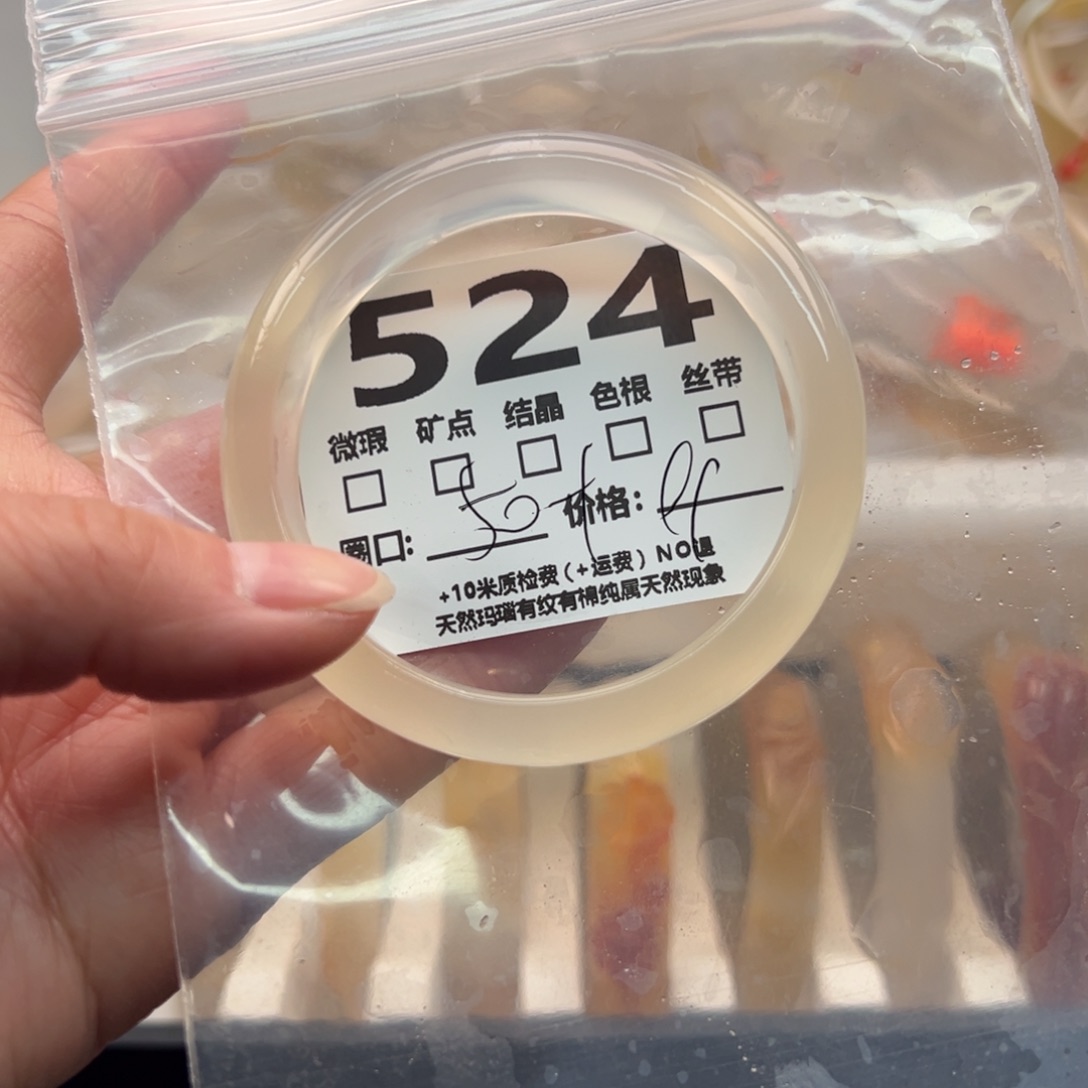 524
微瑕 矿点 结晶 色根 丝带
圈口: 50+ 价格:
+10米质检费(+运费)NO退
天然玛瑙有纹有棉纯属天然现象